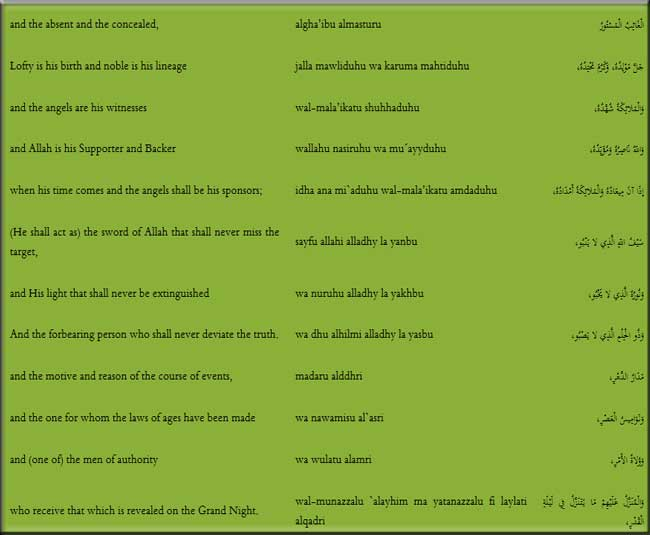 and the absent and the concealed, algha'ibu almasturu الْغَائِبُ الْمَسْتُورُ
Lofty is his birth and noble is his lineage jalla mawliduhu wa karuma mahtiduhu جَلَّ مَوْلِدُهُ، وَكَرُمَ مَحْتِدُهُ،
and the angels are his witnesses wal-mala'ikatu shuhhaduhu وَالْمَلاَئِكَةُ شُهَّدُهُ،
and Allah is his Supporter and Backer wallahu nasiruhu wa mu´ayyduhu وَاللهُ نَاصِرُهُ وَمُؤَيِّدُهُ،
when his time comes and the angels shall be his sponsors; idha ana mi`aduhu wal-mala'ikatu amdaduhu إِذَا آنَ مِيعَادُهُ وَالْمَلاَئِكَةُ أَمْدَادُهُ،
(He shall act as) the sword of Allah that shall never miss the
target,
sayfu allahi alladhy la yanbu سَيْفُ اللهِ الَّذِي لا يَنْبُو،
and His light that shall never be extinguished wa nuruhu alladhy la yakhbu وَنُورُهُ الَّذِي لا يَخْبُو،
And the forbearing person who shall never deviate the truth. wa dhu alhilmi alladhy la yasbu وَذُو الْحِلْمِ الَّذِي لا يَصْبُو،
and the motive and reason of the course of events, madaru alddhri مَدَارُ الدَّهْرِ،
and the one for whom the laws of ages have been made wa nawamisu al`asri وَنَوَامِيسُ الْعَصْرِ،
and (one of) the men of authority wa wulatu alamri وَوُلاَةُ الأَمْرِ،
who receive that which is revealed on the Grand Night.
wal-munazzalu `alayhim ma yatanazzalu fi laylati
alqadri
وَالْمُنَزَّلُ عَلَيْهِمْ مَا يَتَنَزَّلُ فِي لَيْلَةِ
الْقَدْرِ،